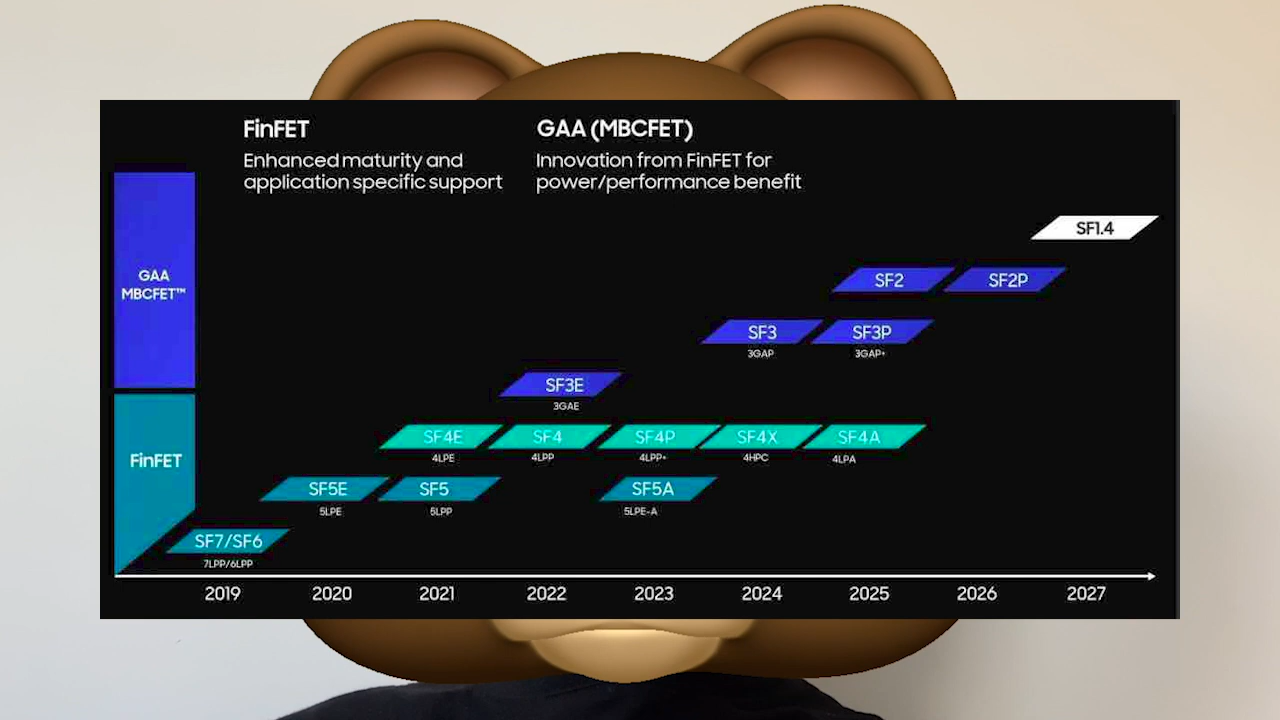 FinFET
Enhanced maturity and
application specific support
GAA (MBCFET)
Innovation from FinFET for
power/performance benefit
SF1.4
GAA
MBCFET™
SF2
SF2P
SF3
3GAP
SF3P
3GAP+
SF3E
3GAE
SF4E
4LPE
SF4
4LPP
SF4P
4LPP+
SF4X
4HPC
SF4A
4LPA
FinFET
SF5E
5LPE
SF5
5LPP
SF5A
5LPE-A
SF7/SF6
7LPP/6LPP
2019
2020
2021
2022
2023
2024
2025
2026
2027